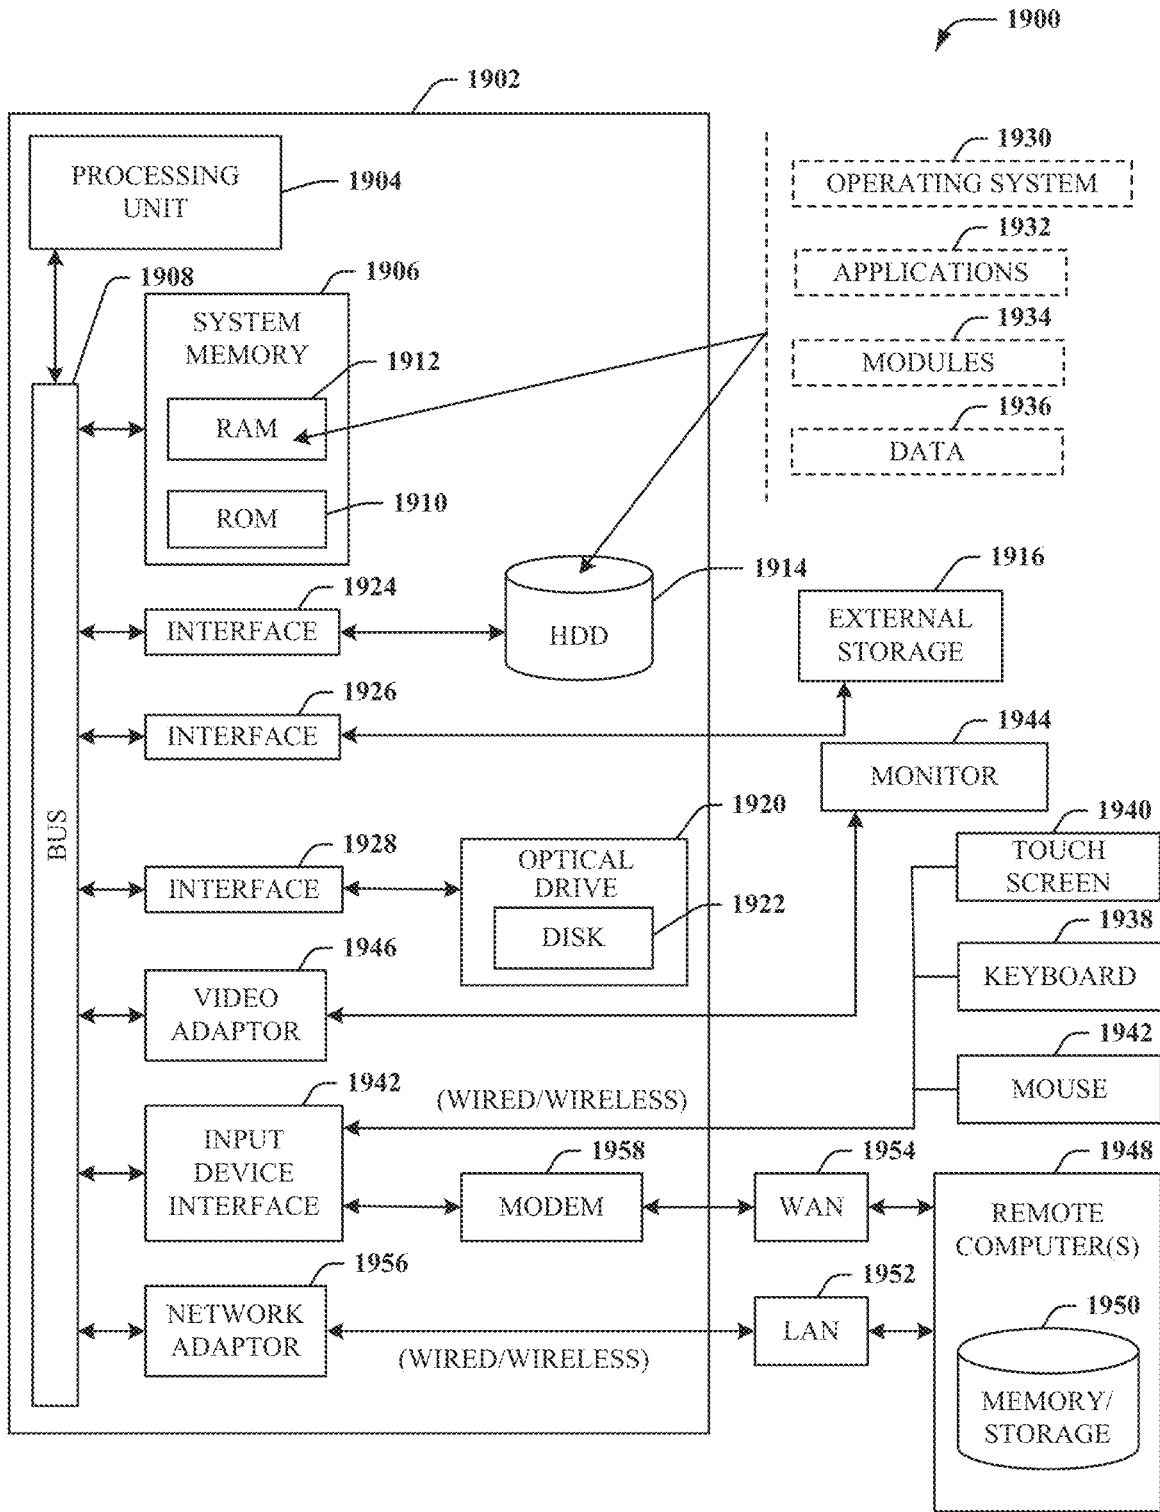 1900
1902
PROCESSING
UNIT
1904
1930
OPERATING SYSTEM
1932
APPLICATIONS
1934
MODULES
1936
DATA
1908
1906
SYSTEM
MEMORY
1912
RAM
1910
ROM
1914
HDD
1916
EXTERNAL
STORAGE
1924
INTERFACE
1926
INTERFACE
1944
MONITOR
BUS
1928
INTERFACE
1920
OPTICAL
DRIVE
1922
DISK
1940
TOUCH
SCREEN
1938
KEYBOARD
1942
MOUSE
1946
VIDEO
ADAPTOR
1942
INPUT
DEVICE
INTERFACE
(WIRED/WIRELESS)
1958
MODEM
1954
WAN
1948
REMOTE
COMPUTER(S)
1956
NETWORK
ADAPTOR
(WIRED/WIRELESS)
1952
LAN
1950
MEMORY/
STORAGE